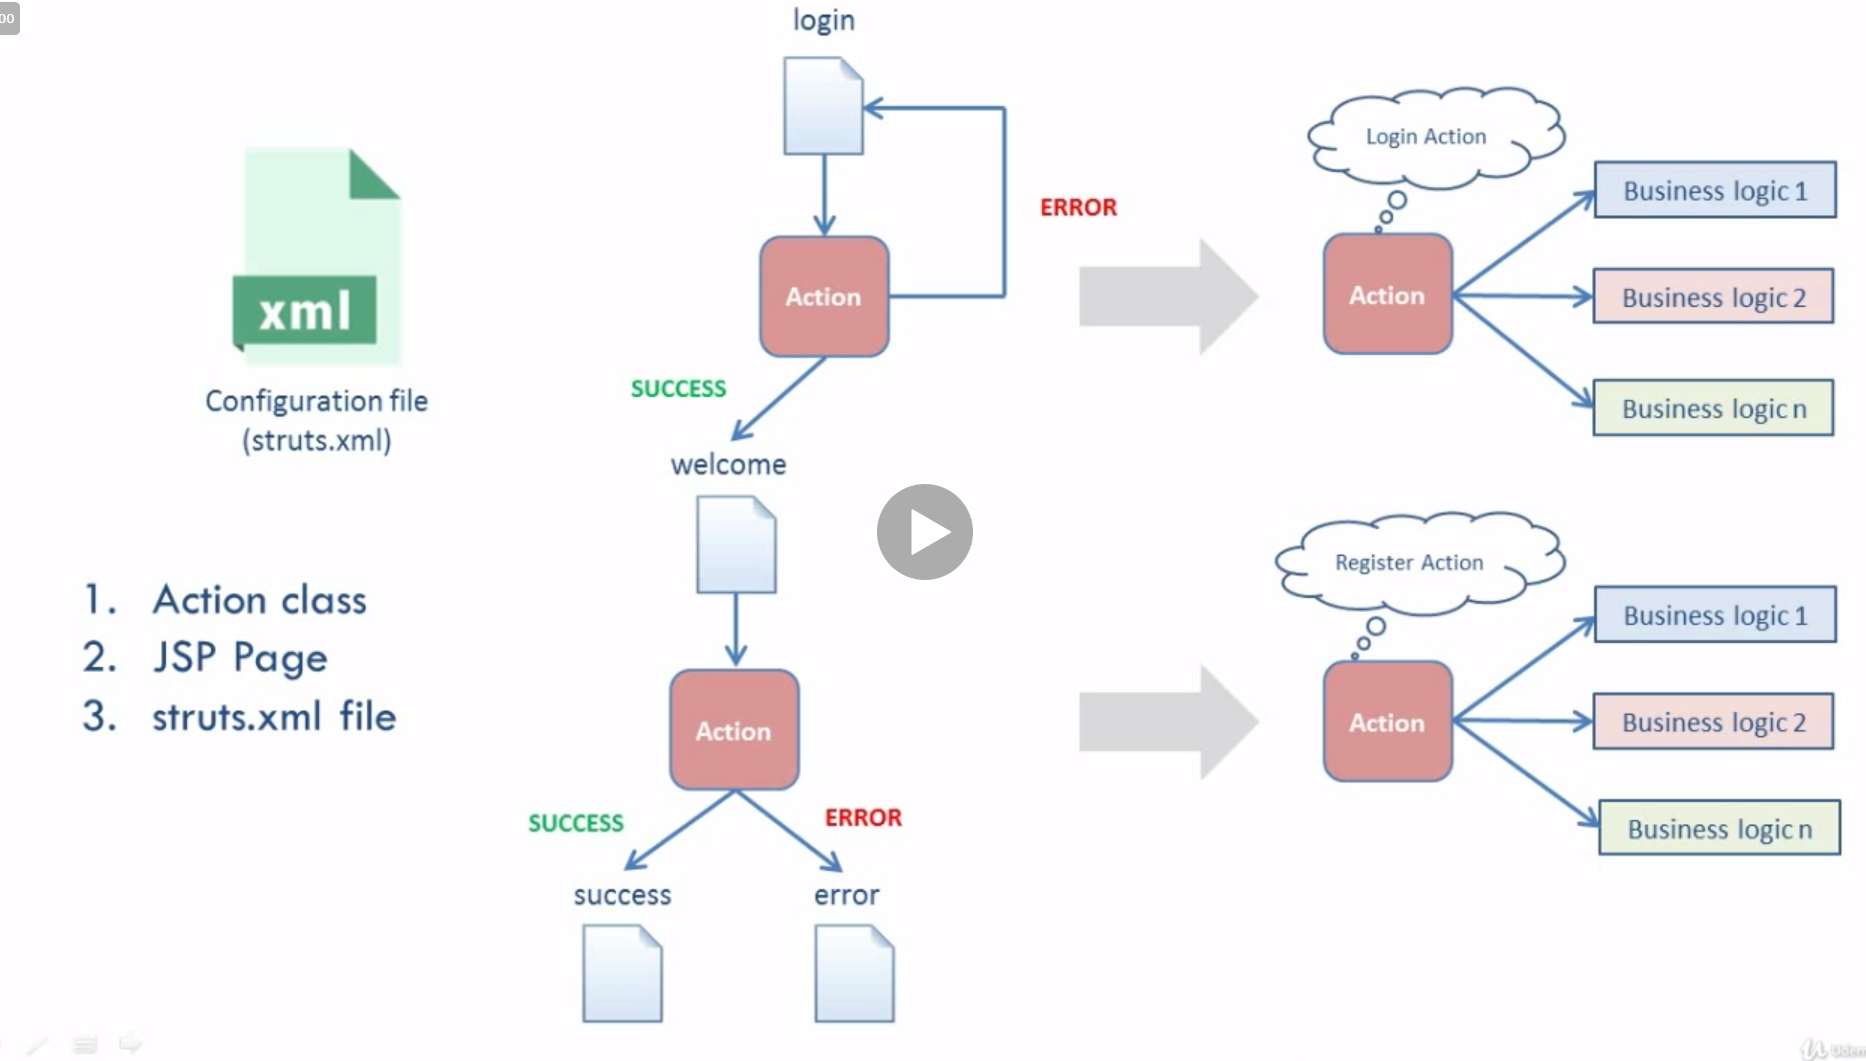 00
login
Login Action
Business logic 1
ERROR
Action
Action
Business logic 2
xml
SUCCESS
Configuration file
(struts.xml)
Business logic n
welcome
Register Action
1. Action class
Business logic 1
2. JSP Page
3. struts.xml file
Action
Action
Business logic 2
SUCCESS
ERROR
Business logic n
success
error